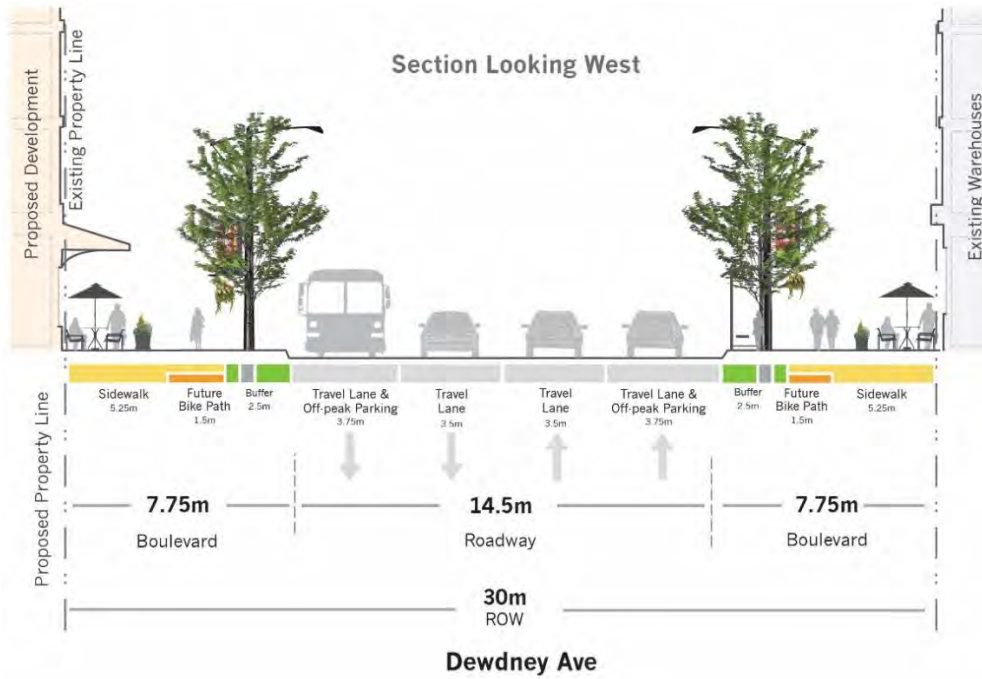 Section Looking West
Proposed Development
Existing Property Line
Existing Warehouses
Proposed Property Line
Sidewalk
5.25m
Future
Bike Path
1.5m
Buffer
2.5m
Travel Lane &
Off-peak Parking
3.75m
Travel
Lane
3.5m
Travel
Lane
3.5m
Travel Lane &
Off-peak Parking
3.75m
Buffer
2.5m
Future
Bike Path
1.5m
Sidewalk
5.25m
7.75m
Boulevard
14.5m
Roadway
7.75m
Boulevard
30m
ROW
Dewdney Ave